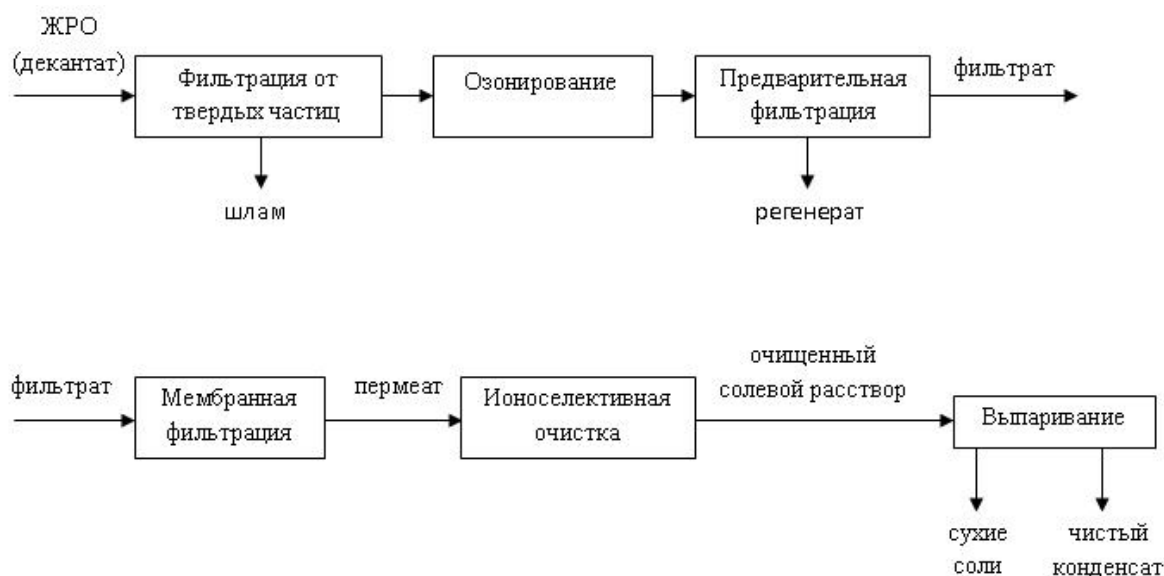 ЖРО
(декантат)
Фильтрация от
твердых частиц
Озонирование
Предварительная
фильтрация
фильтрат
шлам
регенерат
фильтрат
Мембранная
фильтрация
пермеат
Ионоселективная
очистка
очищенный
солевой расствор
Выпаривание
сухие
соли
чистый
конденсат